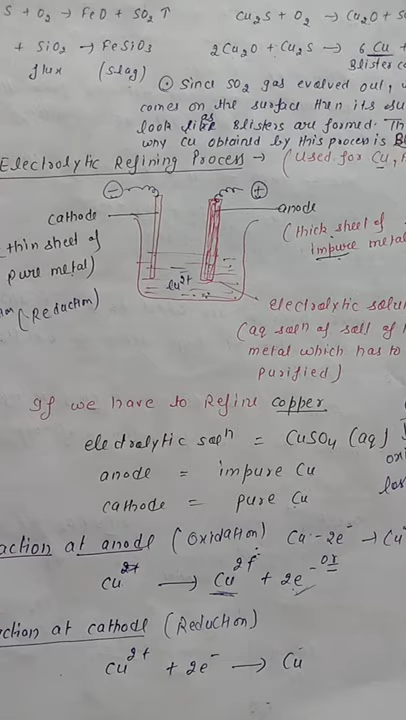 S + O₂ → FeO + SO₂ ↑
Cu₂S + O₂ → Cu₂O +
+ SiO₂ → FeSiO₃
2Cu₂O + Cu₂S → 6 Cu +
flux (slag)
Blister
⊙ Since SO₂ gas evolved out,
comes on the surface then its
look like as Blisters are formed.
why Cu obtained by this process is
Electrolytic Refining Process → (Used for Cu,
⊖ ⊕
cathode anode
(thin sheet of (thick sheet of
pure metal) impure metal
(Reduction)
Cu²⁺
electrolytic
(aq solⁿ of salt of
metal which has to
purified)
If we have to Refine copper
electrolytic solⁿ = CuSO₄ (aq)
anode = impure Cu
cathode = pure Cu
at anode (Oxidation) Cu - 2e⁻ →
Cu²⁺ → Cu²⁺ + 2e⁻ or
at cathode (Reduction)
Cu²⁺ + 2e⁻ → Cu